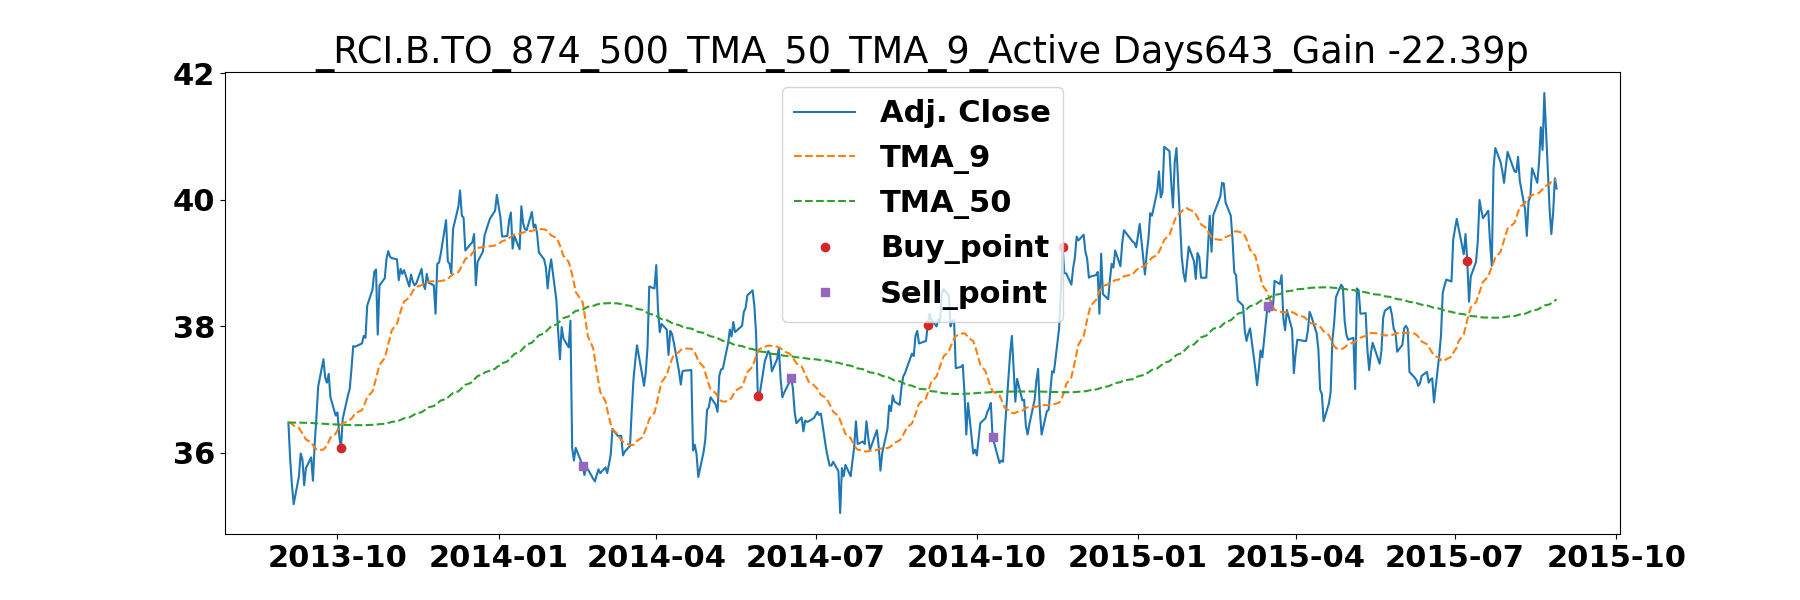 _RCI.B.TO_874_500_TMA_50_TMA_9_Active Days643_Gain -22.39p
42
40
38
36
Adj. Close
TMA_9
TMA_50
Buy_point
Sell_point
2013-10 2014-01 2014-04 2014-07 2014-10 2015-01 2015-04 2015-07 2015-10